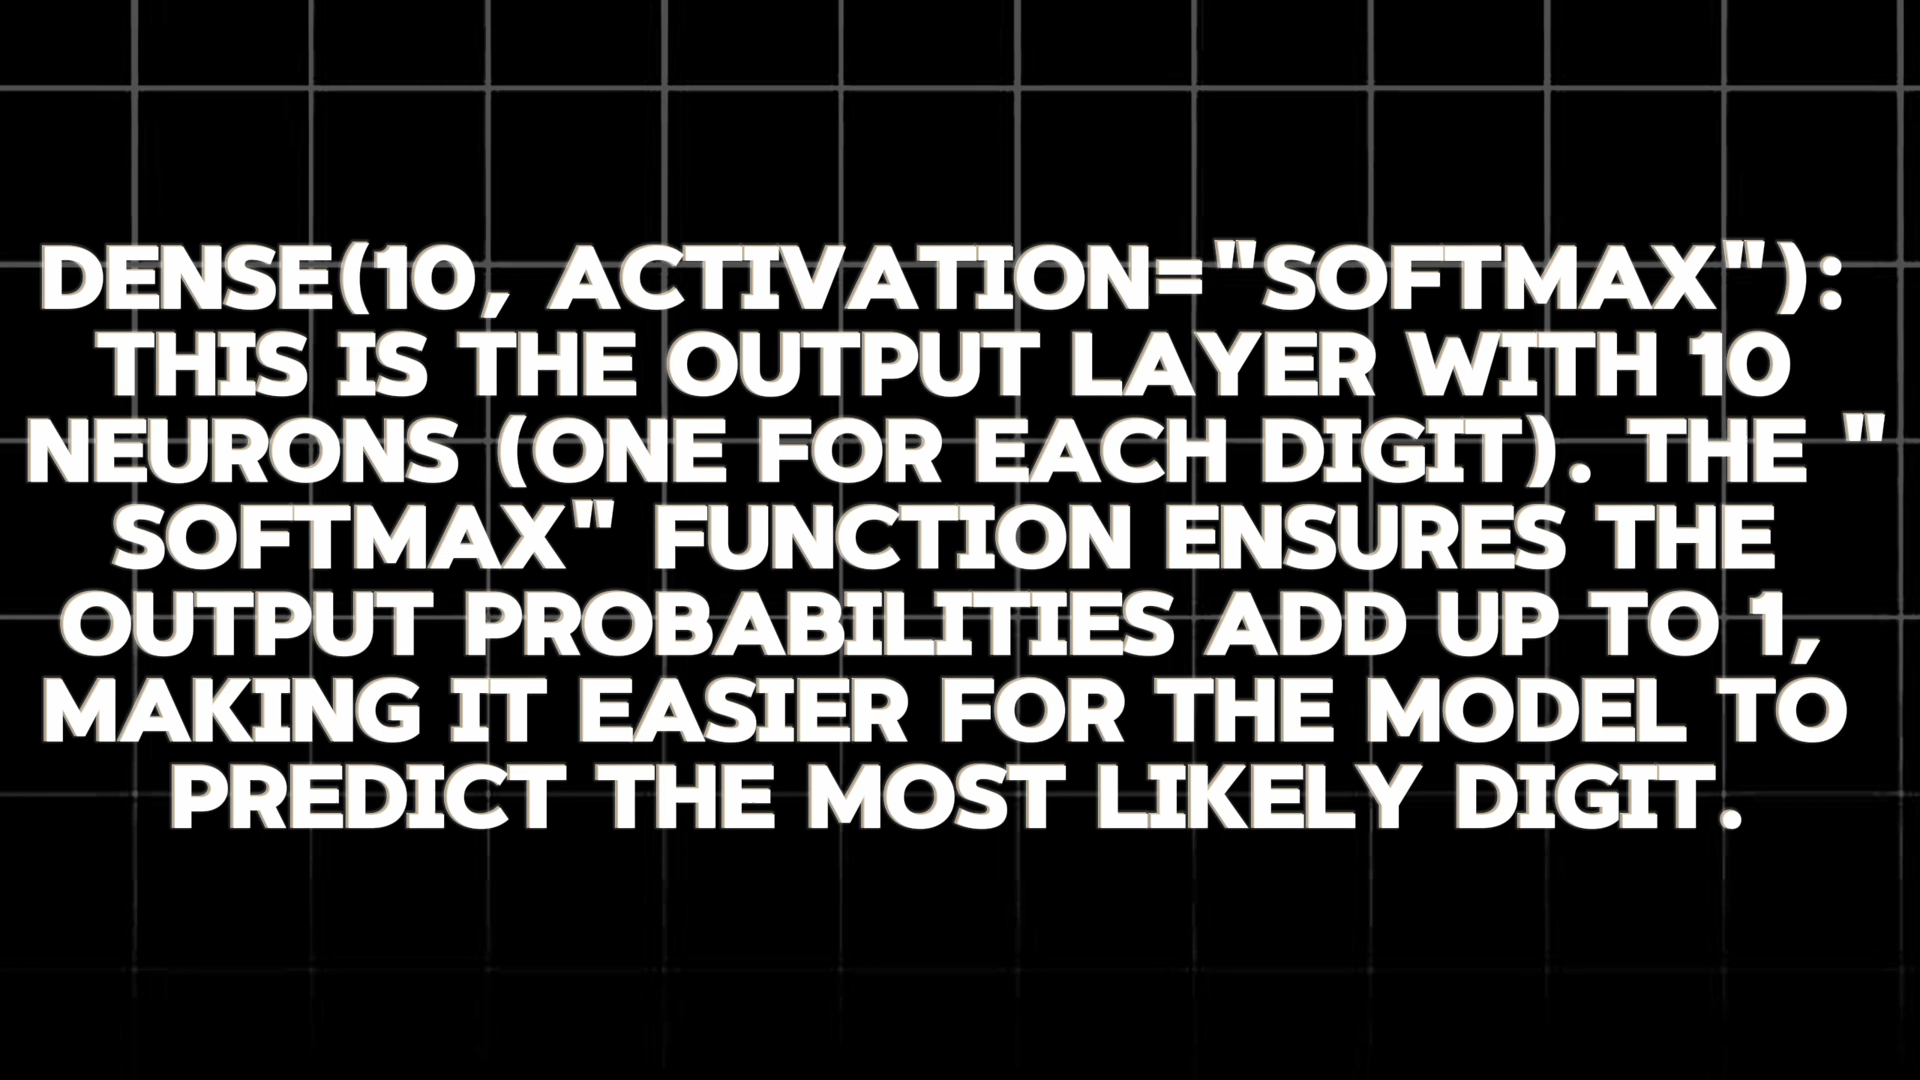 DENSE(10, ACTIVATION="SOFTMAX"):
THIS IS THE OUTPUT LAYER WITH 10
NEURONS (ONE FOR EACH DIGIT). THE "
SOFTMAX" FUNCTION ENSURES THE
OUTPUT PROBABILITIES ADD UP TO 1,
MAKING IT EASIER FOR THE MODEL TO
PREDICT THE MOST LIKELY DIGIT.